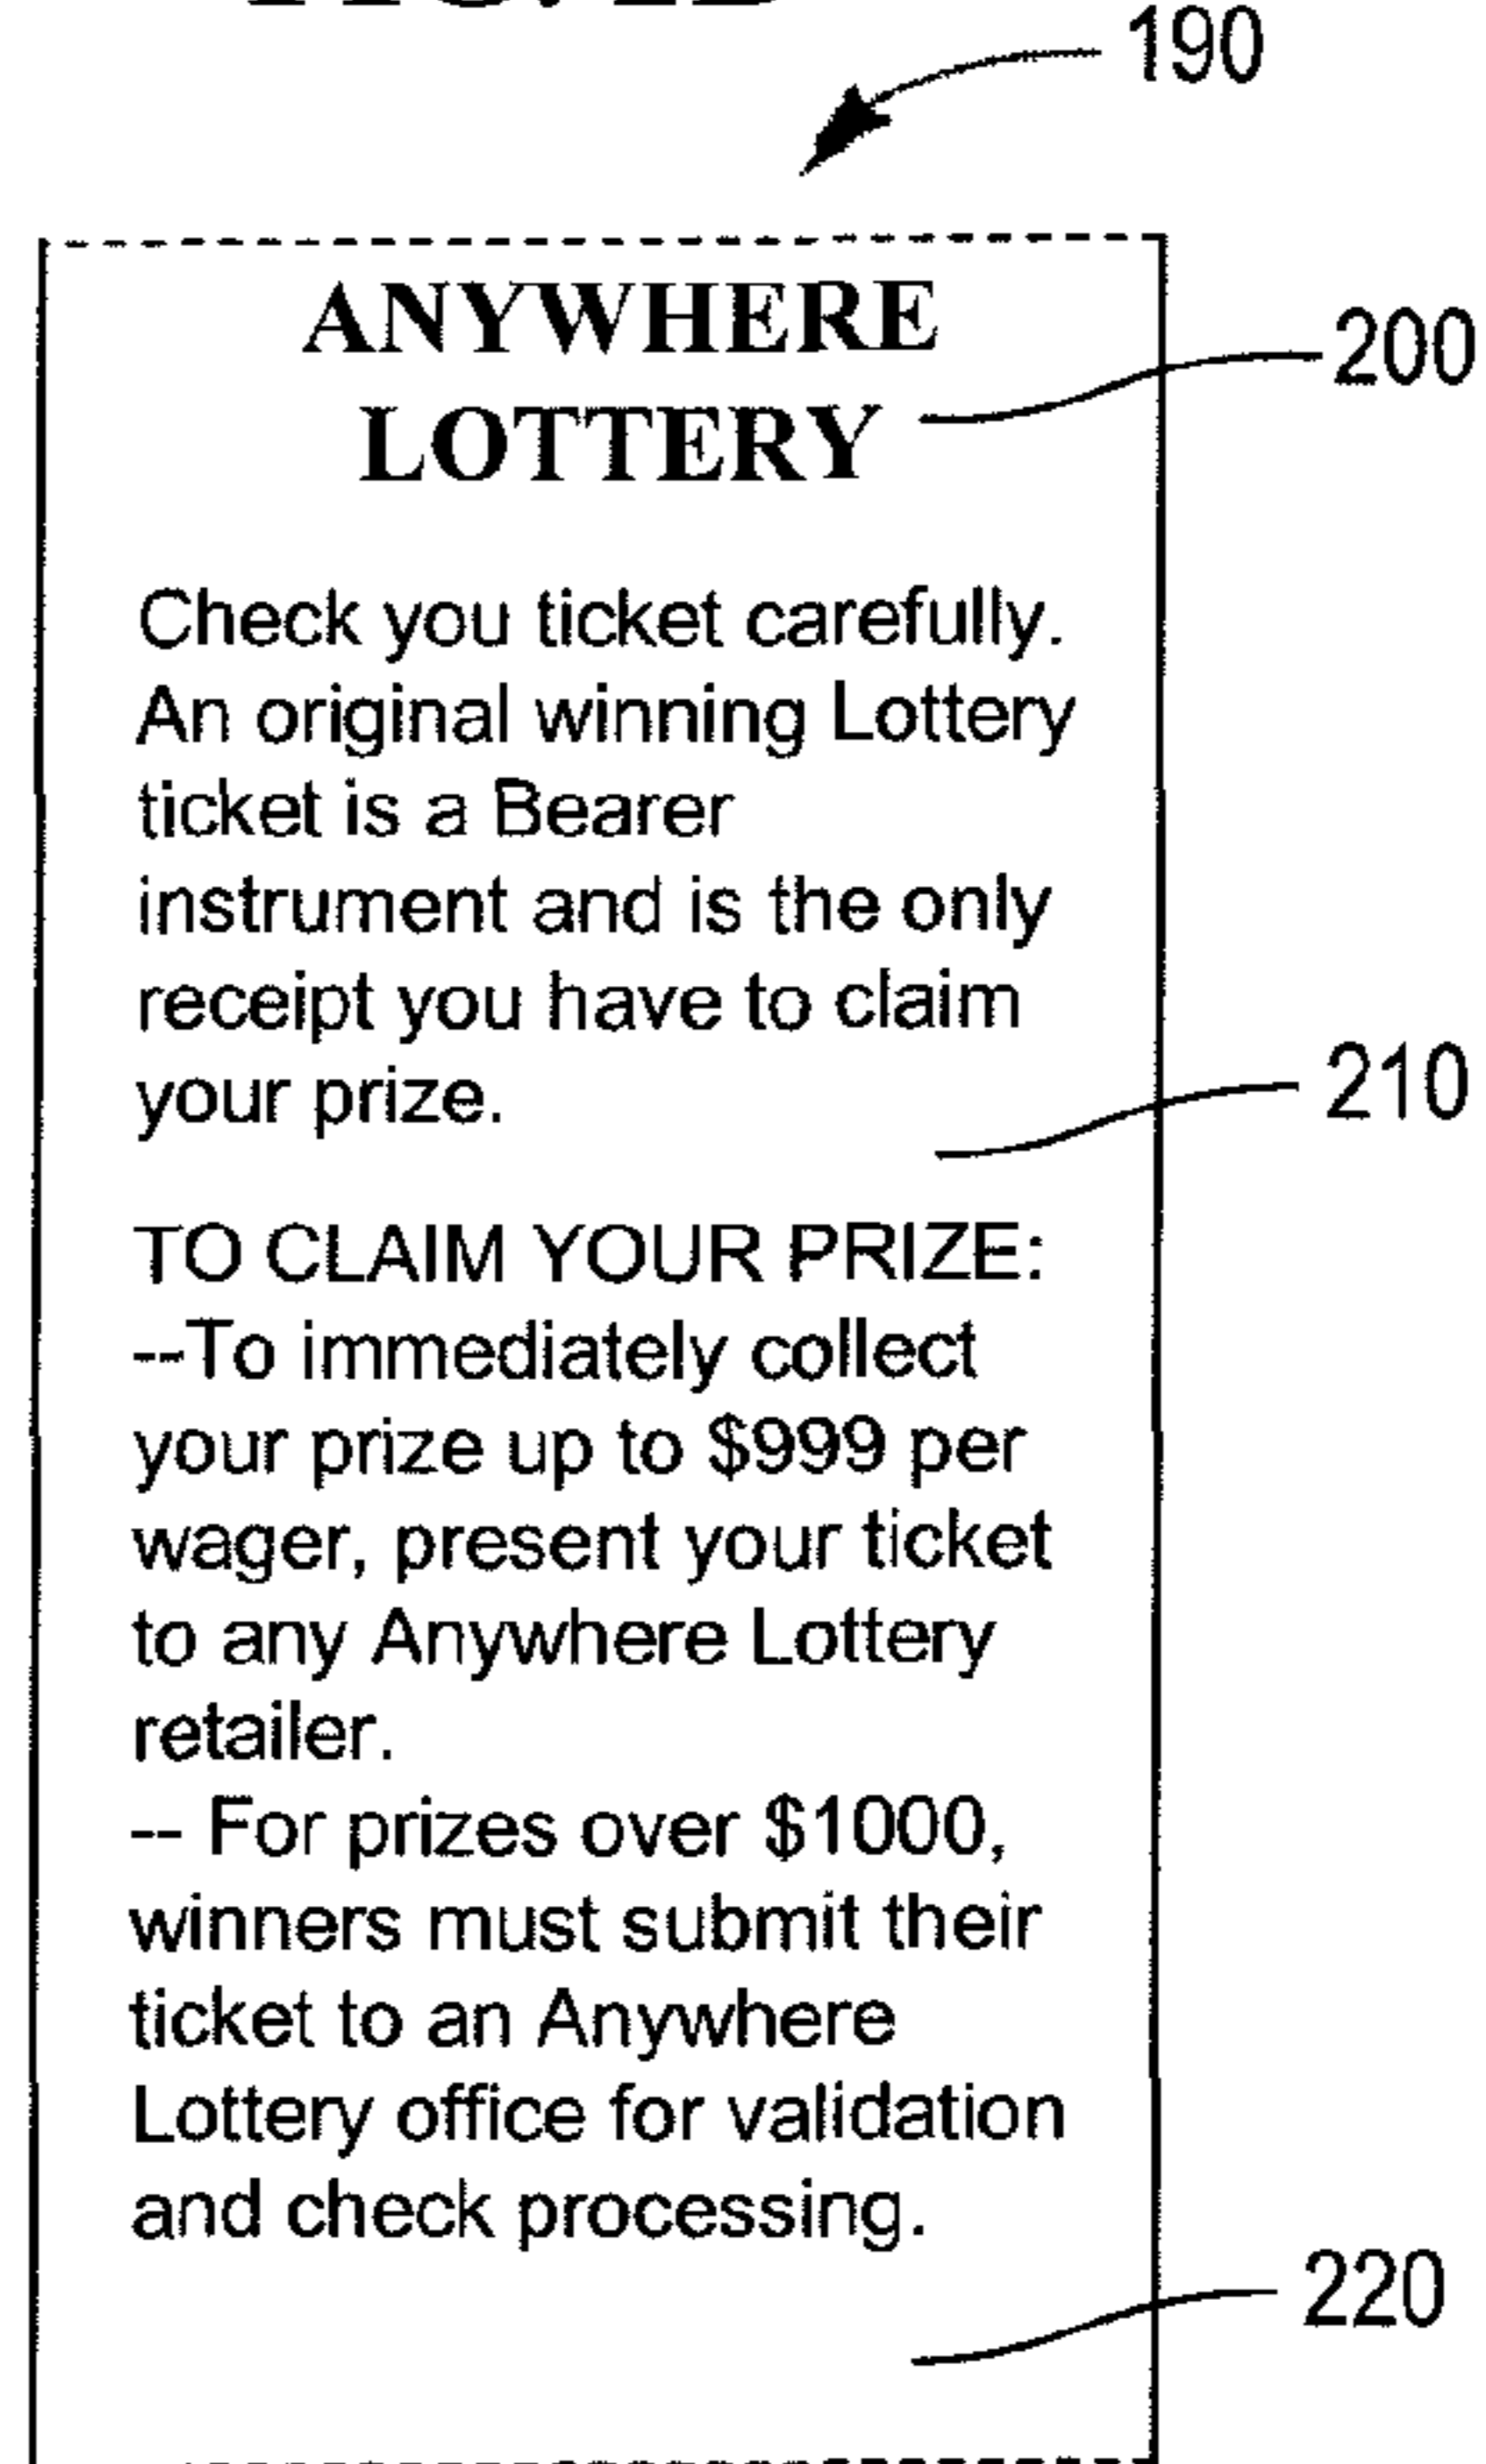 190
ANYWHERE
200
LOTTERY
Check you ticket carefully.
An original winning Lottery
ticket is a Bearer
instrument and is the only
receipt you have to claim
your prize.
210
TO CLAIM YOUR PRIZE:
--To immediately collect
your prize up to $999 per
wager, present your ticket
to any Anywhere Lottery
retailer.
-- For prizes over $1000,
winners must submit their
ticket to an Anywhere
Lottery office for validation
and check processing.
220